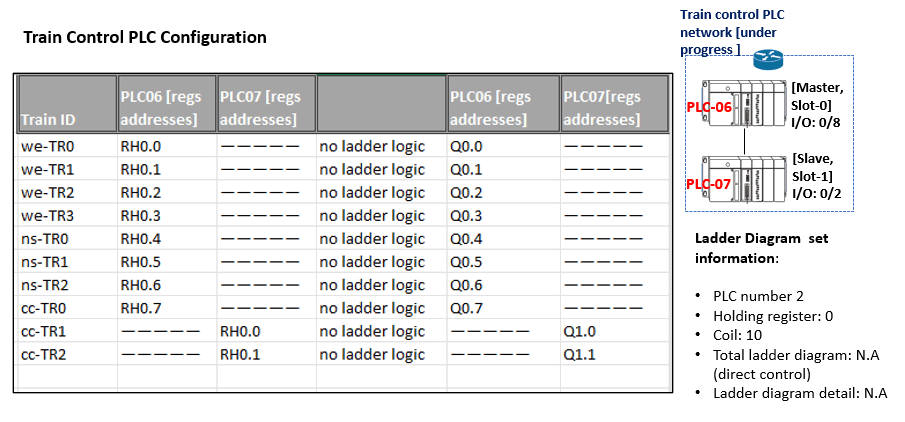 Train Control PLC Configuration
Train ID PLC06 [regs addresses] PLC07 [regs addresses] PLC06 [regs addresses] PLC07[regs addresses]
we-TR0 RH0.0 ————— no ladder logic Q0.0 —————
we-TR1 RH0.1 ————— no ladder logic Q0.1 —————
we-TR2 RH0.2 ————— no ladder logic Q0.2 —————
we-TR3 RH0.3 ————— no ladder logic Q0.3 —————
ns-TR0 RH0.4 ————— no ladder logic Q0.4 —————
ns-TR1 RH0.5 ————— no ladder logic Q0.5 —————
ns-TR2 RH0.6 ————— no ladder logic Q0.6 —————
cc-TR0 RH0.7 ————— no ladder logic Q0.7 —————
cc-TR1 ————— RH0.0 no ladder logic ————— Q1.0
cc-TR2 ————— RH0.1 no ladder logic ————— Q1.1
Train control PLC
network [under
progress ]
PLC-06
[Master,
Slot-0]
I/O: 0/8
PLC-07
[Slave,
Slot-1]
I/O: 0/2
Ladder Diagram set
information:
• PLC number 2
• Holding register: 0
• Coil: 10
• Total ladder diagram: N.A
(direct control)
• Ladder diagram detail: N.A